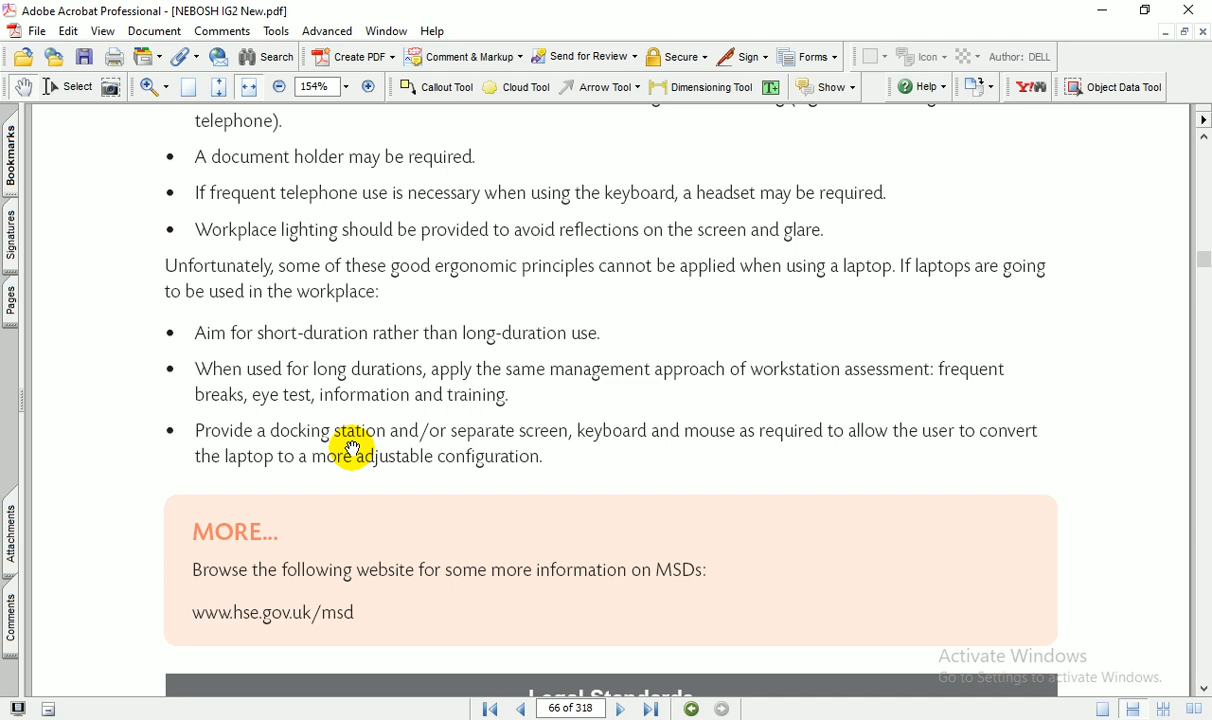 Adobe Acrobat Professional - [NEBOSH IG2 New.pdf]
File Edit View Document Comments Tools Advanced Window Help
Search Create PDF Comment & Markup Send for Review Secure Sign Forms Icon Author: DELL
Select 154% Callout Tool Cloud Tool Arrow Tool Dimensioning Tool Show Help Y! Object Data Tool
Bookmarks
Signatures
Pages
Attachments
Comments
telephone).
• A document holder may be required.
• If frequent telephone use is necessary when using the keyboard, a headset may be required.
• Workplace lighting should be provided to avoid reflections on the screen and glare.
Unfortunately, some of these good ergonomic principles cannot be applied when using a laptop. If laptops are going
to be used in the workplace:
• Aim for short-duration rather than long-duration use.
• When used for long durations, apply the same management approach of workstation assessment: frequent
breaks, eye test, information and training.
• Provide a docking station and/or separate screen, keyboard and mouse as required to allow the user to convert
the laptop to a more adjustable configuration.
MORE...
Browse the following website for some more information on MSDs:
www.hse.gov.uk/msd
Legal Standards
Activate Windows
Go to Settings to activate Windows.
66 of 318